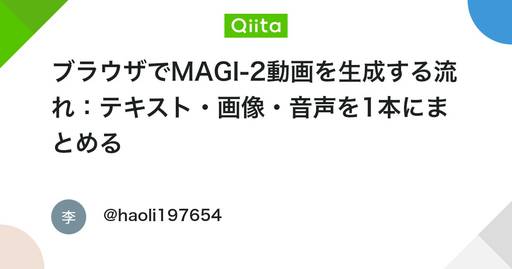 Qiita
ブラウザでMAGI-2動画を生成する流
れ：テキスト・画像・音声を1本にま
とめる
李 @haoli197654